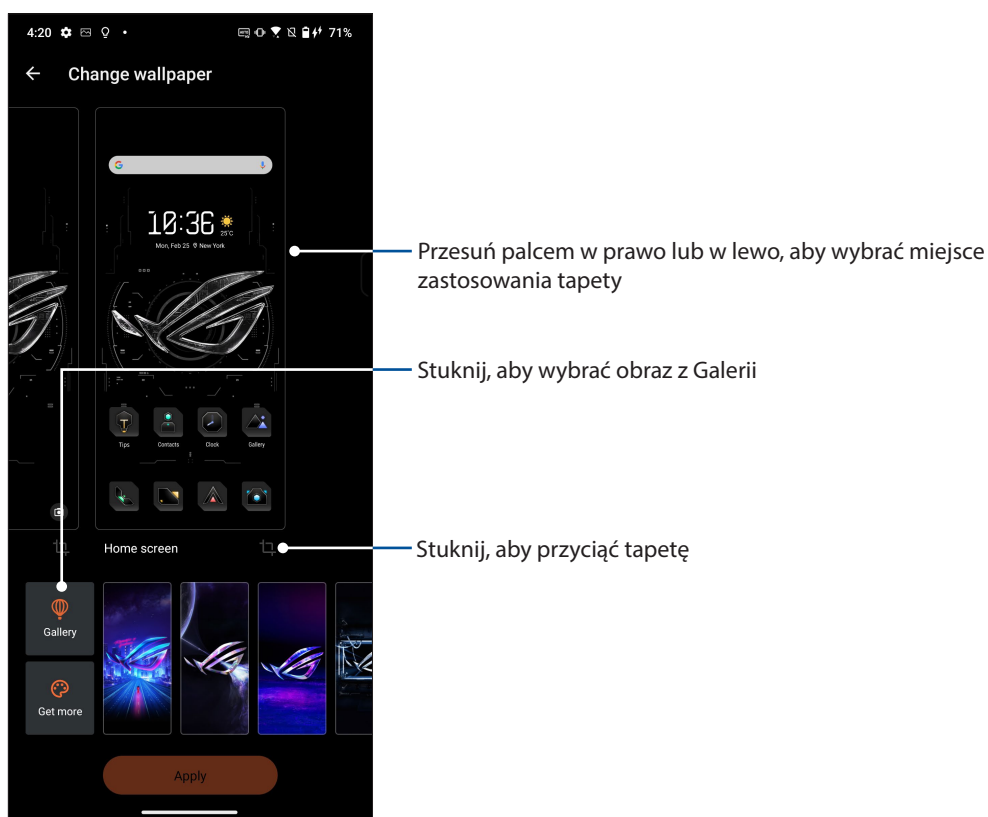 4:20
71%
Change wallpaper
10:36
25°C
Mon, Feb 25 New York
Przesuń palcem w prawo lub w lewo, aby wybrać miejsce
zastosowania tapety
Stuknij, aby wybrać obraz z Galerii
Tips Contacts Clock Gallery
Home screen
Stuknij, aby przyciąć tapetę
Gallery
Get more
Apply